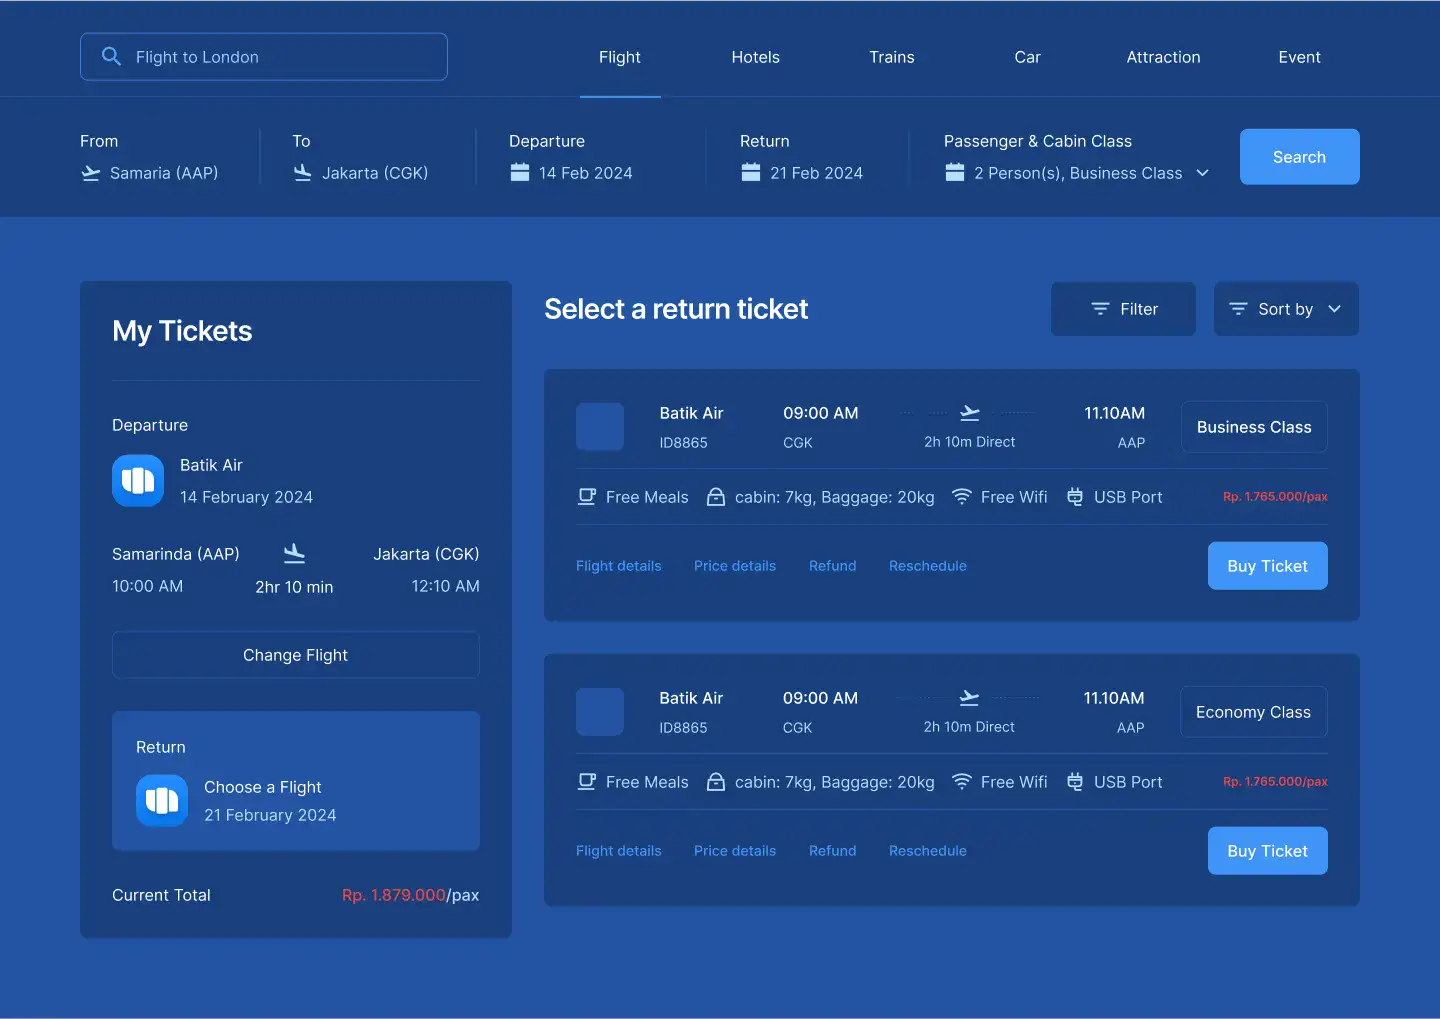 Flight to London
Flight
Hotels
Trains
Car
Attraction
Event
From
Samaria (AAP)
To
Jakarta (CGK)
Departure
14 Feb 2024
Return
21 Feb 2024
Passenger & Cabin Class
2 Person(s), Business Class
Search
My Tickets
Departure
Batik Air
14 February 2024
Samarinda (AAP)
Jakarta (CGK)
10:00 AM
2hr 10 min
12:10 AM
Change Flight
Return
Choose a Flight
21 February 2024
Current Total
Rp. 1.879.000/pax
Select a return ticket
Filter
Sort by
Batik Air
09:00 AM
11.10AM
Business Class
ID8865
CGK
2h 10m Direct
AAP
Free Meals
cabin: 7kg, Baggage: 20kg
Free Wifi
USB Port
Rp. 1.765.000/pax
Flight details
Price details
Refund
Reschedule
Buy Ticket
Batik Air
09:00 AM
11.10AM
Economy Class
ID8865
CGK
2h 10m Direct
AAP
Free Meals
cabin: 7kg, Baggage: 20kg
Free Wifi
USB Port
Rp. 1.765.000/pax
Flight details
Price details
Refund
Reschedule
Buy Ticket